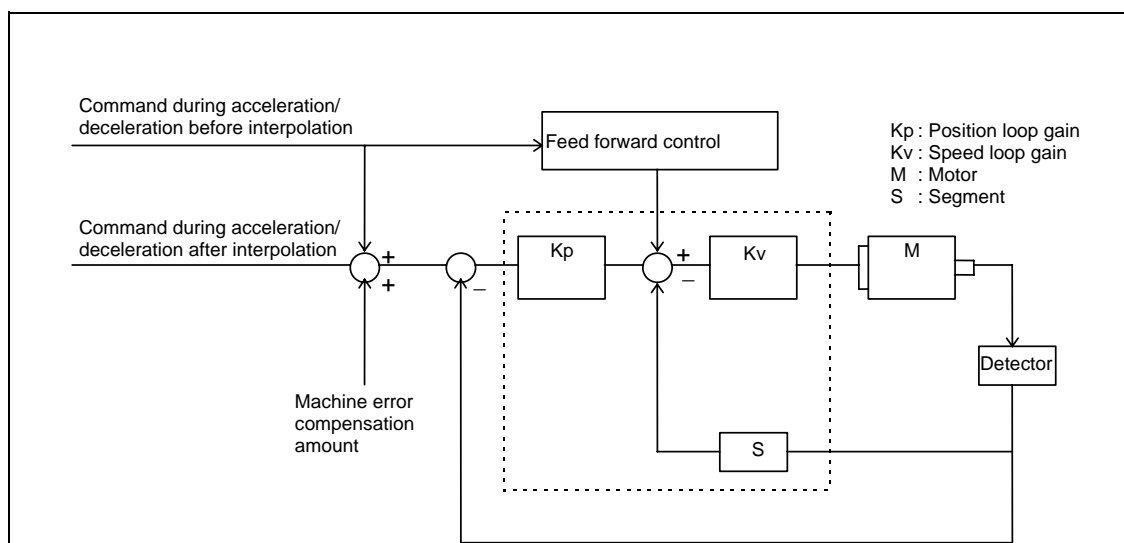 Command during acceleration/
deceleration before interpolation
Feed forward control
Kp : Position loop gain
Kv : Speed loop gain
M : Motor
S : Segment
Command during acceleration/
deceleration after interpolation
+
+
−
Kp
+
−
Kv
M
Detector
Machine error
compensation
amount
S